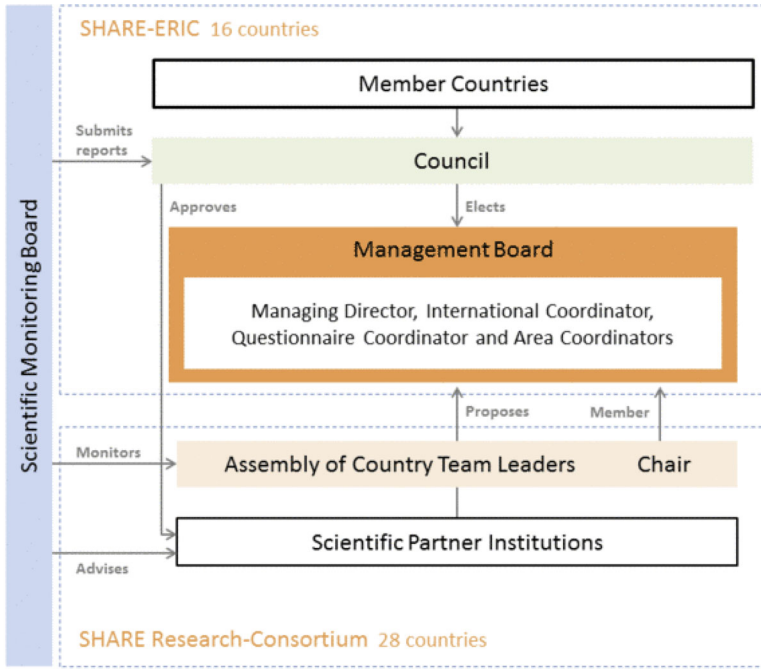 SHARE-ERIC 16 countries
Member Countries
Submits
reports
Council
Approves
Elects
Management Board
Managing Director, International Coordinator,
Questionnaire Coordinator and Area Coordinators
Scientific Monitoring Board
Proposes
Member
Monitors
Assembly of Country Team Leaders
Chair
Scientific Partner Institutions
Advises
SHARE Research-Consortium 28 countries